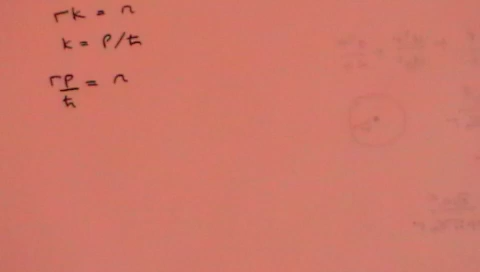 rk = n
k = p/ħ
rp/ħ = n